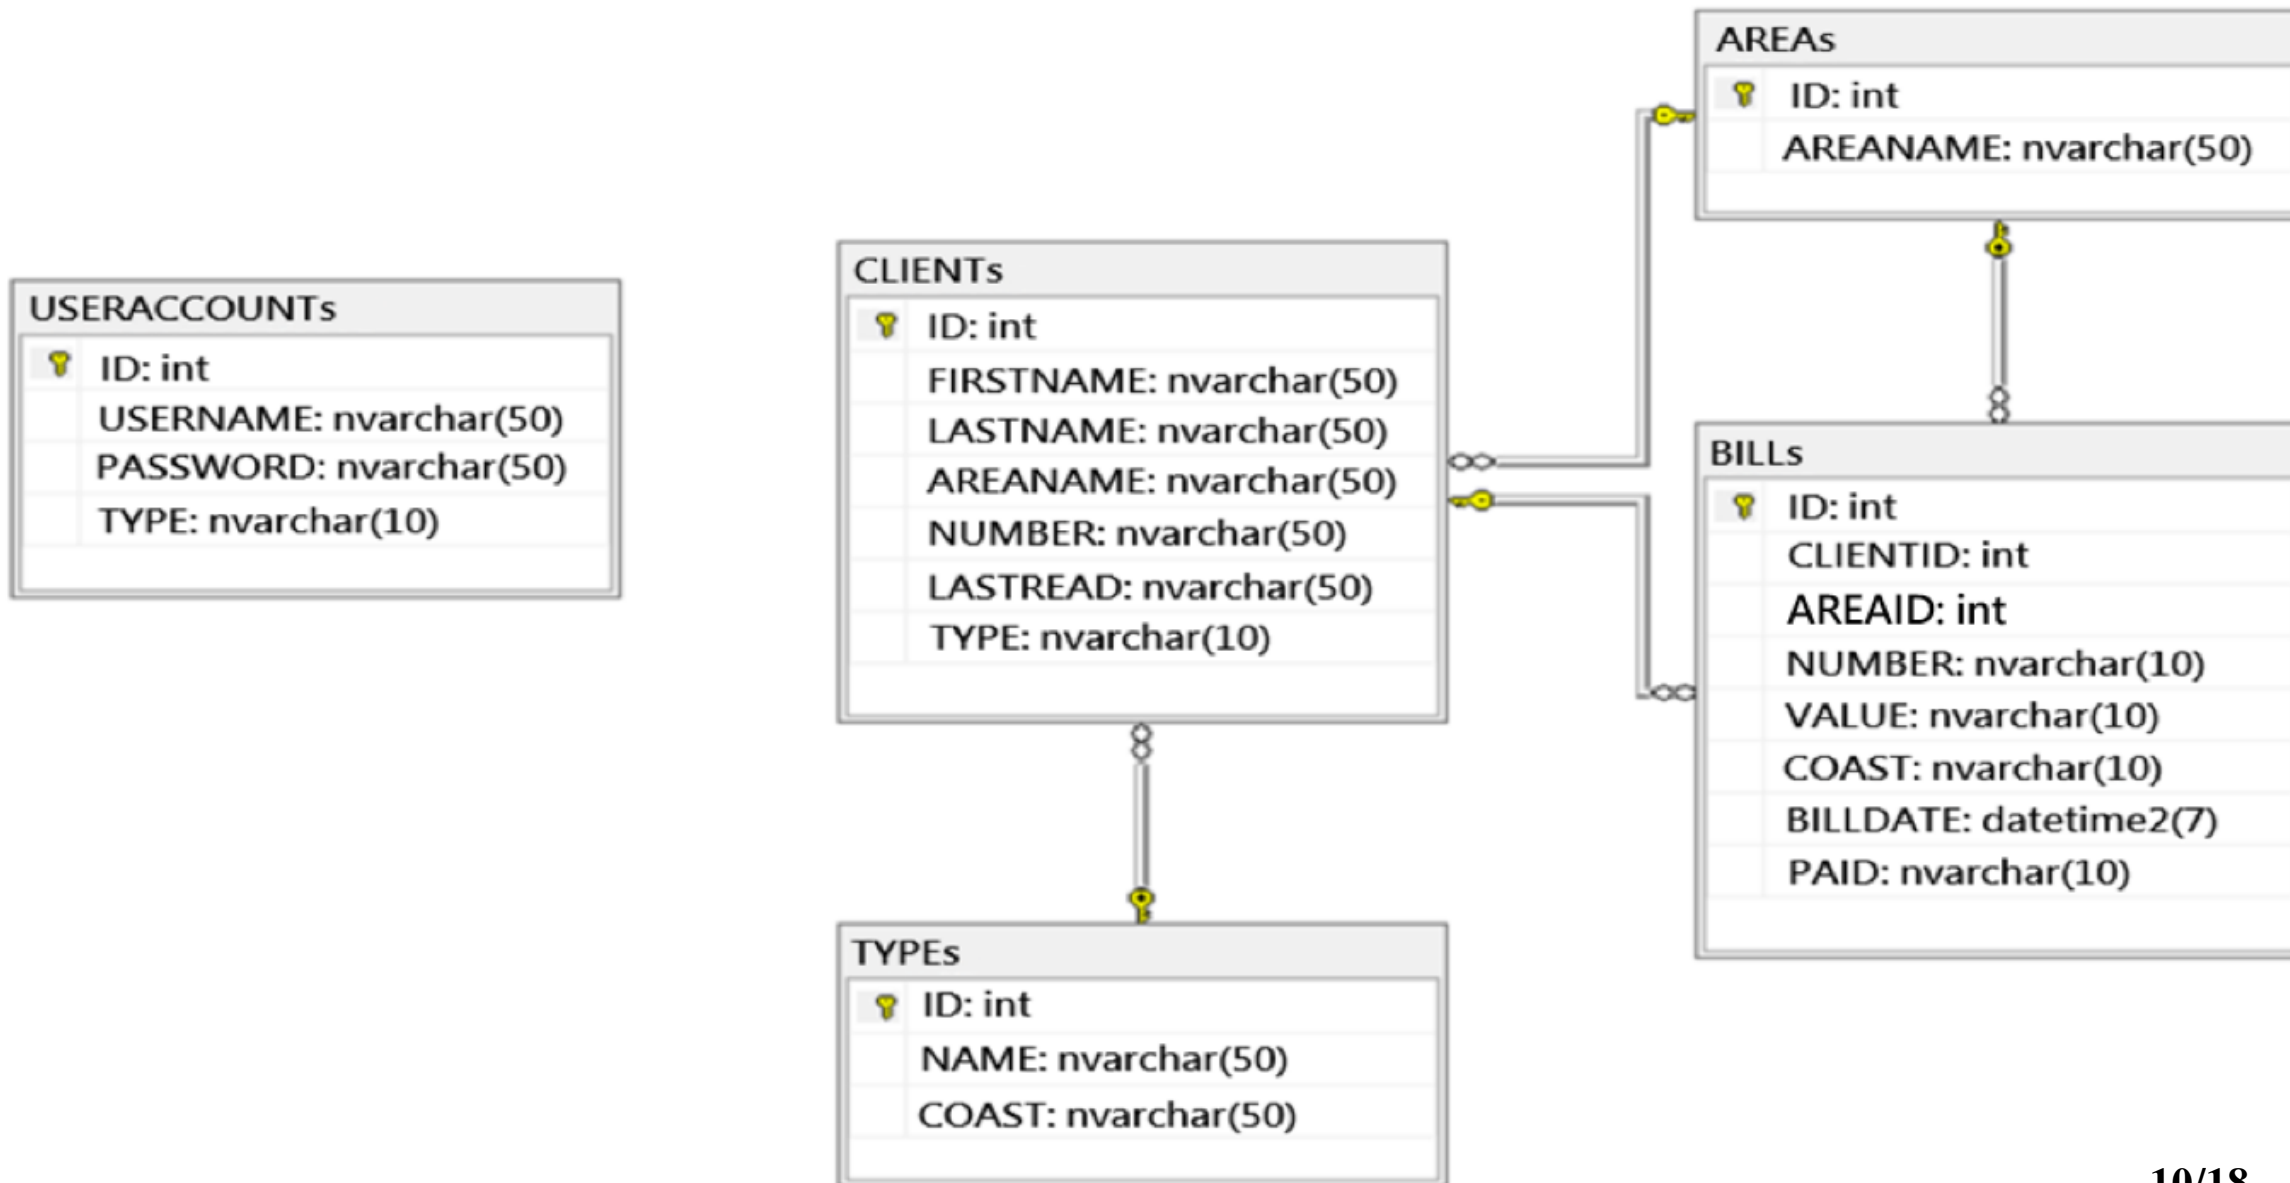 AREAs
ID: int
AREANAME: nvarchar(50)
CLIENTs
ID: int
FIRSTNAME: nvarchar(50)
LASTNAME: nvarchar(50)
AREANAME: nvarchar(50)
NUMBER: nvarchar(50)
LASTREAD: nvarchar(50)
TYPE: nvarchar(10)
USERACCOUNTs
ID: int
USERNAME: nvarchar(50)
PASSWORD: nvarchar(50)
TYPE: nvarchar(10)
BILLs
ID: int
CLIENTID: int
AREAID: int
NUMBER: nvarchar(10)
VALUE: nvarchar(10)
COAST: nvarchar(10)
BILLDATE: datetime2(7)
PAID: nvarchar(10)
TYPEs
ID: int
NAME: nvarchar(50)
COAST: nvarchar(50)
10/18